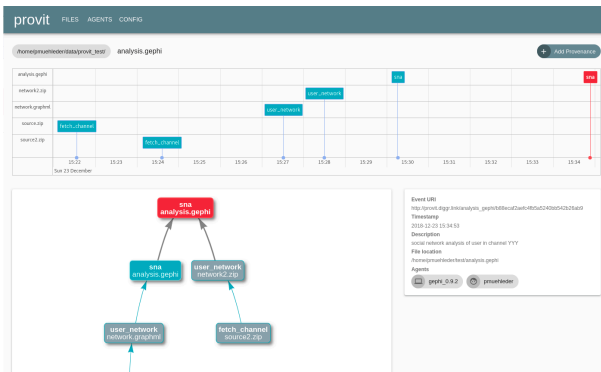 provit FILES AGENTS CONFIG
/home/pmuehleder/data/provit_test/ analysis.gephi
+ Add Provenance
analysis.gephi
sna
sna
network2.zip
user_network
network.graphml
user_network
source.zip
fetch_channel
source2.zip
fetch_channel
15:22 15:23 15:24 15:25 15:26 15:27 15:28 15:29 15:30 15:31 15:32 15:33 15:34
Sun 23 December
sna
analysis.gephi
sna
analysis.gephi
user_network
network2.zip
user_network
network.graphml
fetch_channel
source2.zip
Event URI
Timestamp
2018-12-23 15:34:53
Description
social network analysis of user in channel YYY
File location
/home/pmuehleder/test/analysis.gephi
Agents
gephi_0.9.2 pmuehleder